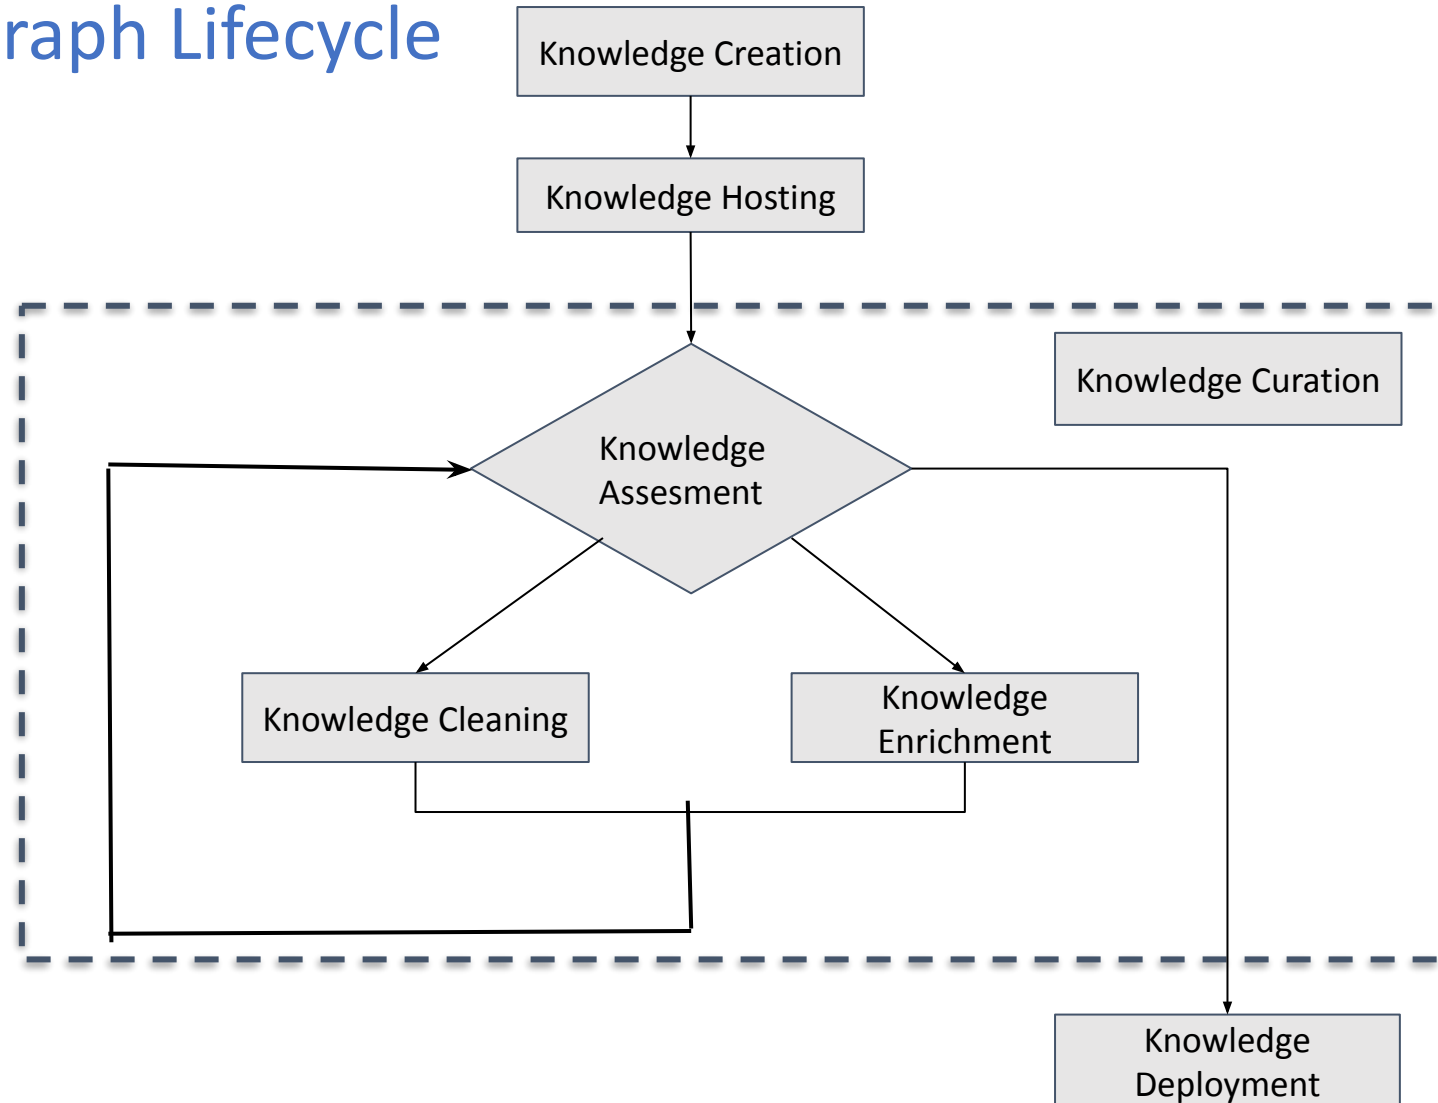 raph Lifecycle
Knowledge Creation
Knowledge Hosting
Knowledge Curation
Knowledge
Assesment
Knowledge Cleaning
Knowledge
Enrichment
Knowledge
Deployment